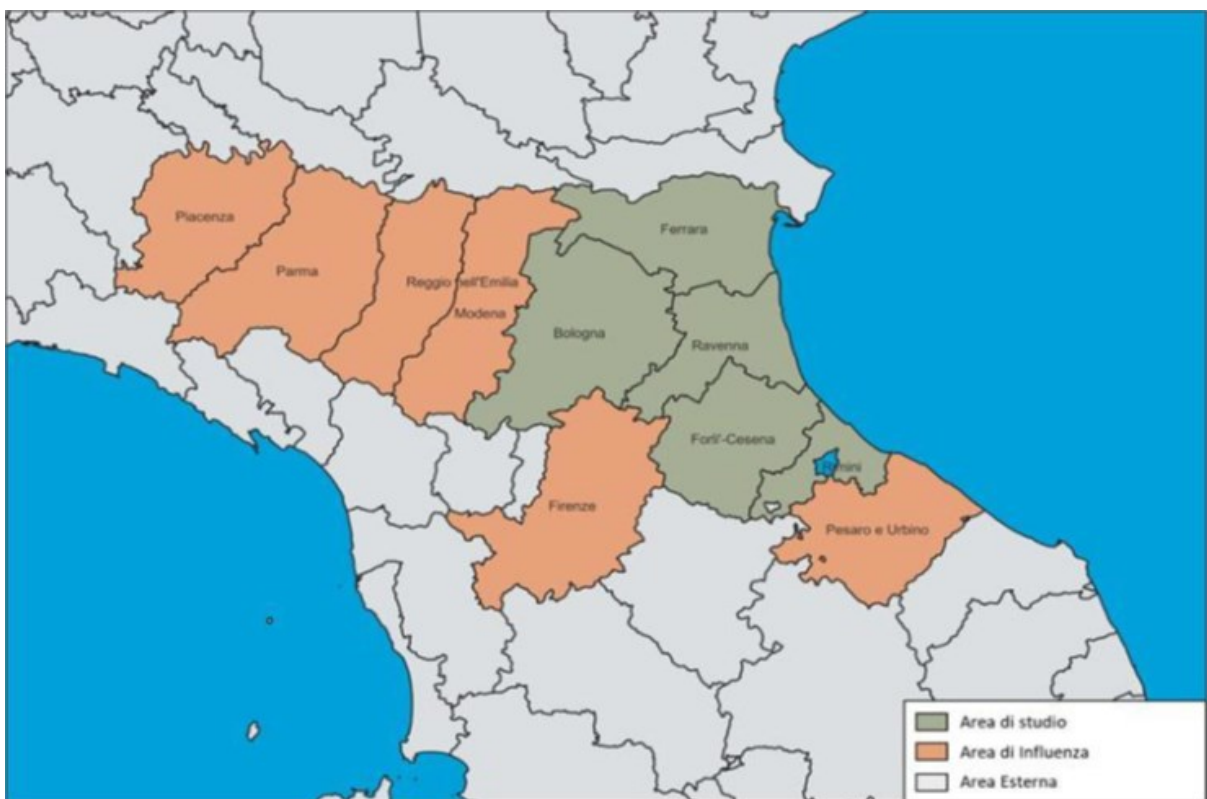 Piacenza
Ferrara
Parma
Reggio nell'Emilia
Modena
Bologna
Ravenna
Forli'-Cesena
Rimini
Firenze
Pesaro e Urbino
Area di studio
Area di Influenza
Area Esterna